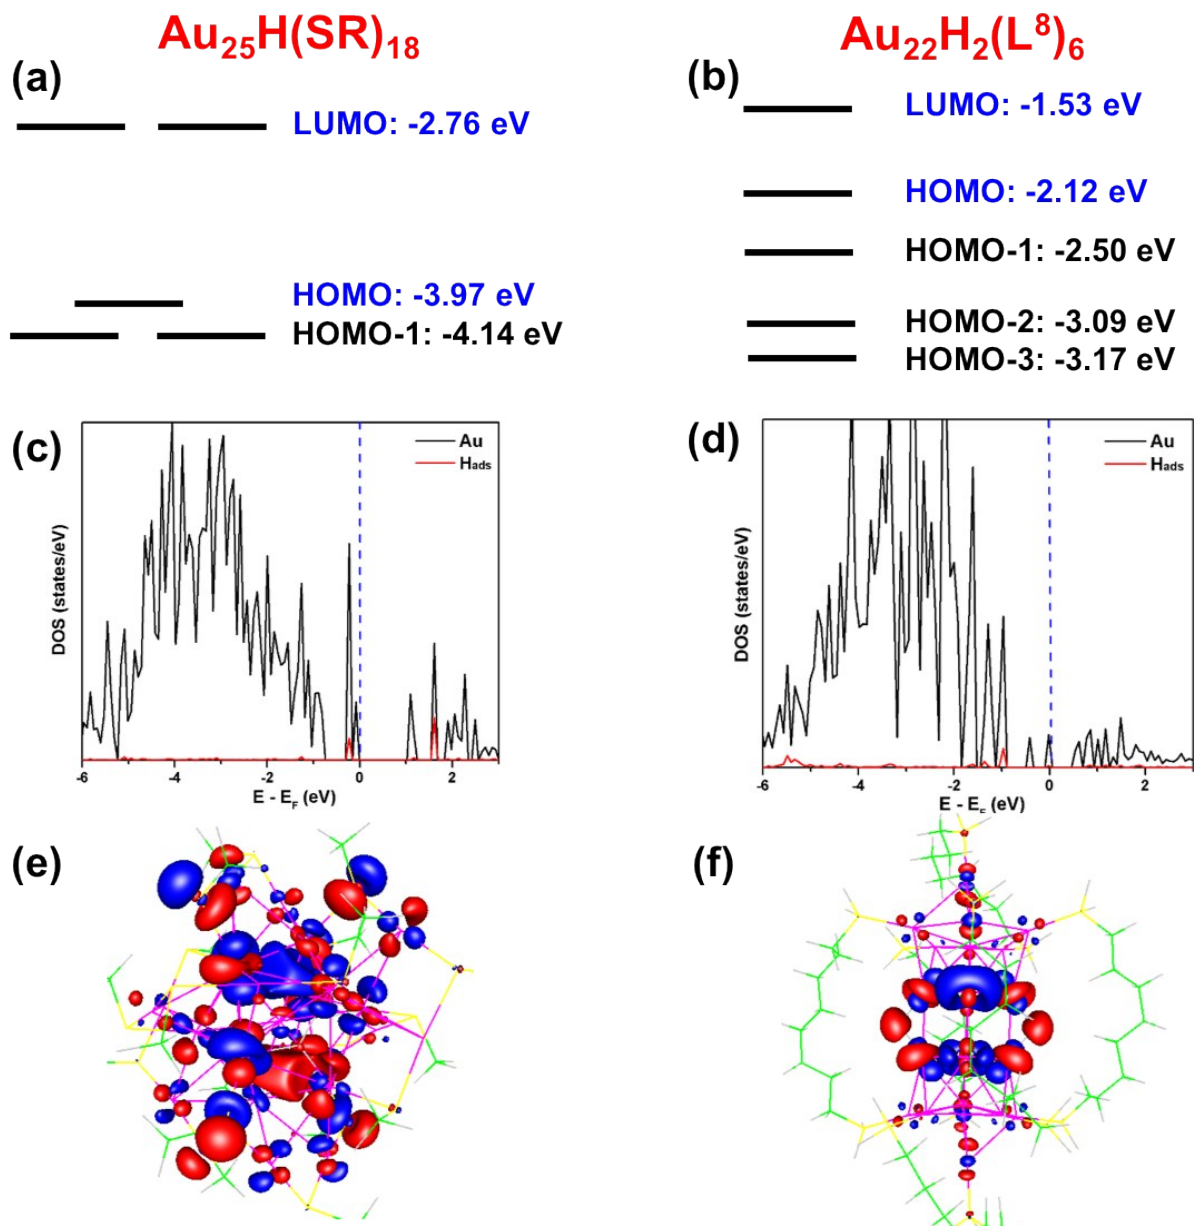 Au₂₅H(SR)₁₈
Au₂₂H₂(L⁸)₆
(a)
LUMO: -2.76 eV
HOMO: -3.97 eV
HOMO-1: -4.14 eV
(b)
LUMO: -1.53 eV
HOMO: -2.12 eV
HOMO-1: -2.50 eV
HOMO-2: -3.09 eV
HOMO-3: -3.17 eV
(c)
Au
Hads
DOS (states/eV)
-6 -4 -2 0 2
E - EF (eV)
(d)
Au
Hads
DOS (states/eV)
-6 -4 -2 0 2
E - EF (eV)
(e)
(f)